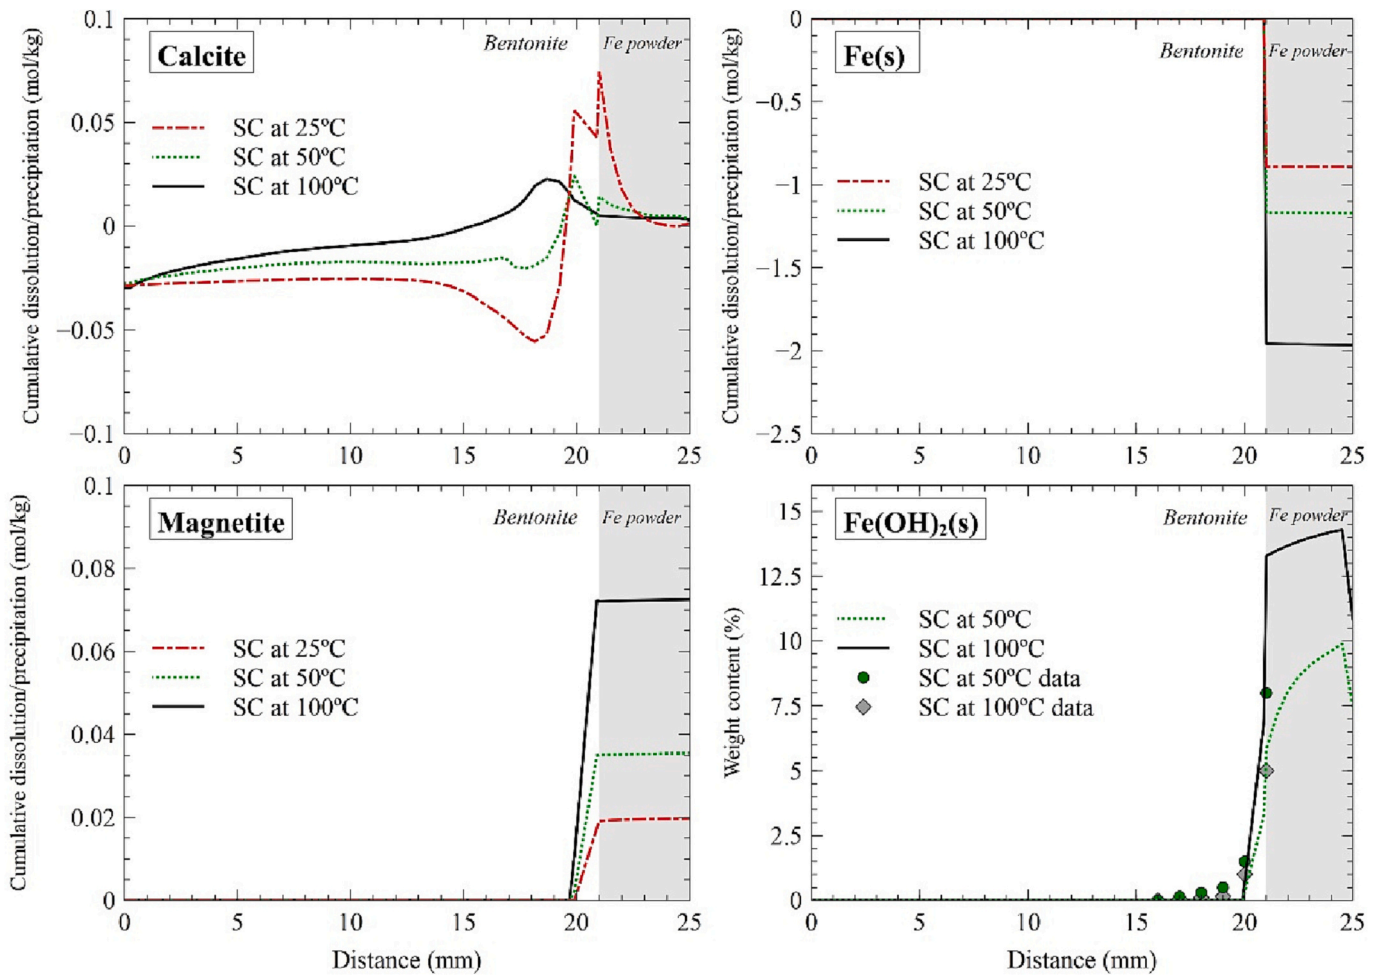 Cumulative dissolution/precipitation (mol/kg)
0.1
0.05
0
−0.05
−0.1
Calcite
Bentonite
Fe powder
SC at 25ºC
SC at 50ºC
SC at 100ºC
0 5 10 15 20 25
Cumulative dissolution/precipitation (mol/kg)
0
−0.5
−1
−1.5
−2
−2.5
Fe(s)
Bentonite
Fe powder
SC at 25ºC
SC at 50ºC
SC at 100ºC
0 5 10 15 20 25
Cumulative dissolution/precipitation (mol/kg)
0.1
0.08
0.06
0.04
0.02
0
Magnetite
Bentonite
Fe powder
SC at 25ºC
SC at 50ºC
SC at 100ºC
0 5 10 15 20 25
Distance (mm)
Weight content (%)
15
12.5
10
7.5
5
2.5
0
Fe(OH)₂(s)
Bentonite
Fe powder
SC at 50ºC
SC at 100ºC
SC at 50ºC data
SC at 100ºC data
0 5 10 15 20 25
Distance (mm)